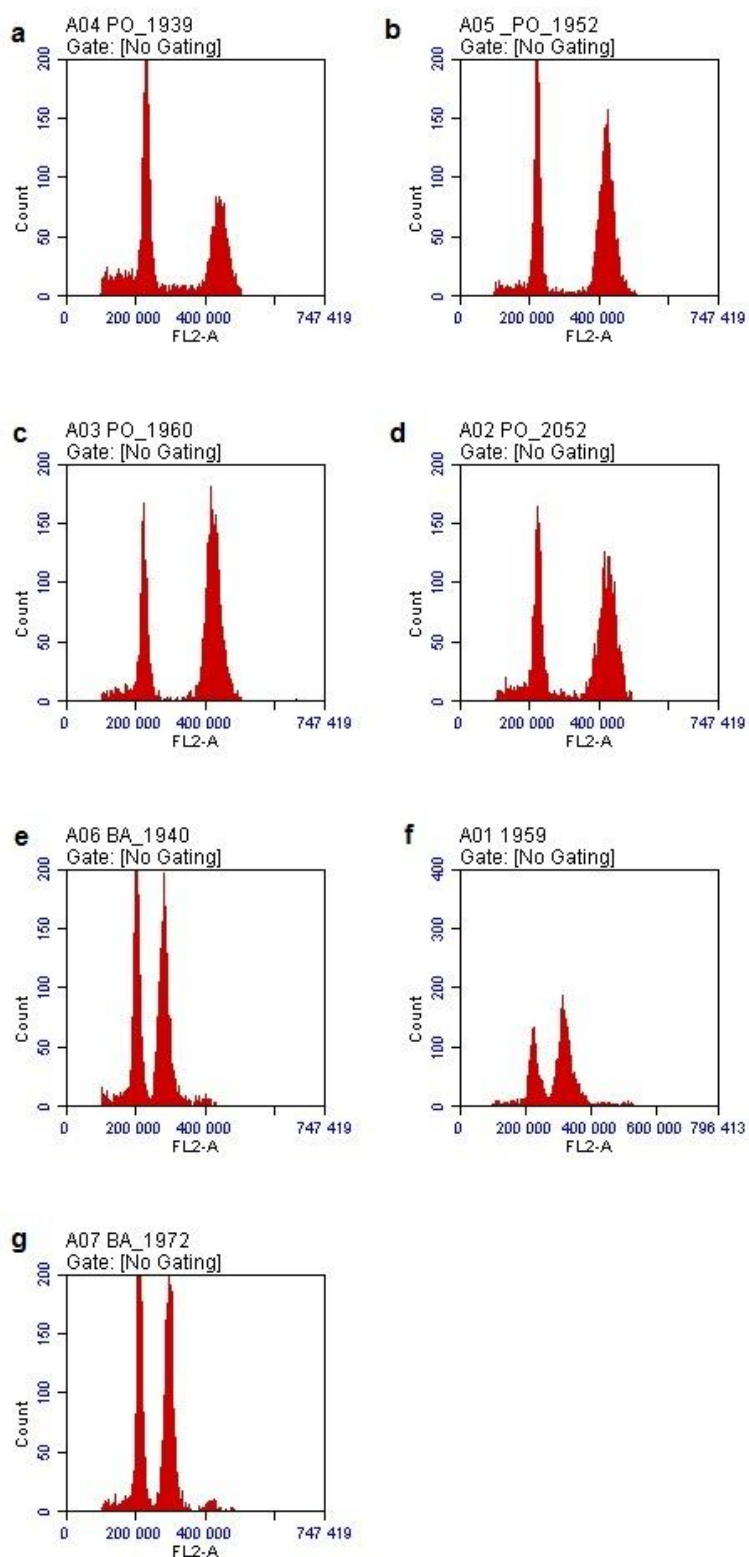 a
A04 PO_1939
Gate: [No Gating]
200
150
100
50
0
Count
0 200 000 400 000 747 419
FL2-A
b
A05 _PO_1952
Gate: [No Gating]
200
150
100
50
0
Count
0 200 000 400 000 747 419
FL2-A
c
A03 PO_1960
Gate: [No Gating]
200
150
100
50
0
Count
0 200 000 400 000 747 419
FL2-A
d
A02 PO_2052
Gate: [No Gating]
200
150
100
50
0
Count
0 200 000 400 000 747 419
FL2-A
e
A06 BA_1940
Gate: [No Gating]
200
150
100
50
0
Count
0 200 000 400 000 747 419
FL2-A
f
A01 1959
Gate: [No Gating]
400
300
200
100
0
Count
0 200 000 400 000 600 000 796 413
FL2-A
g
A07 BA_1972
Gate: [No Gating]
200
150
100
50
0
Count
0 200 000 400 000 747 419
FL2-A